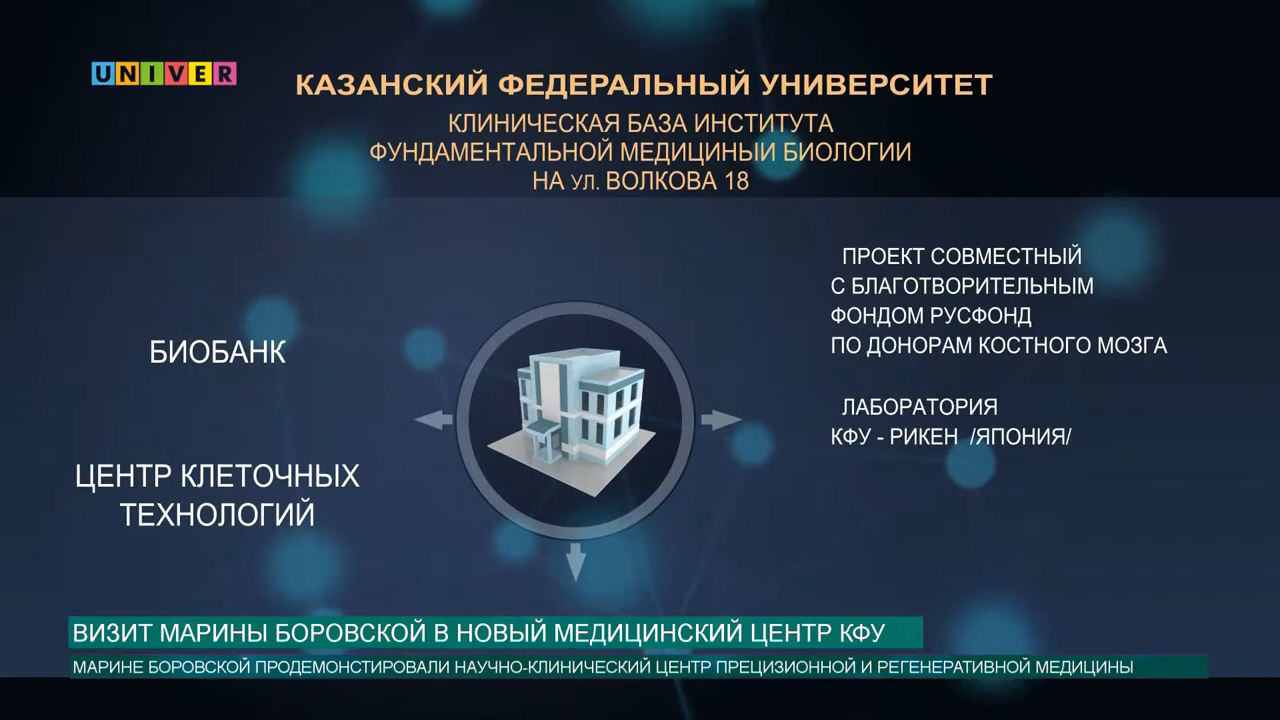 UNIVER
КАЗАНСКИЙ ФЕДЕРАЛЬНЫЙ УНИВЕРСИТЕТ
КЛИНИЧЕСКАЯ БАЗА ИНСТИТУТА
ФУНДАМЕНТАЛЬНОЙ МЕДИЦИНЫИ БИОЛОГИИ
НА УЛ. ВОЛКОВА 18
БИОБАНК
ЦЕНТР КЛЕТОЧНЫХ
ТЕХНОЛОГИЙ
ПРОЕКТ СОВМЕСТНЫЙ
С БЛАГОТВОРИТЕЛЬНЫМ
ФОНДОМ РУСФОНД
ПО ДОНОРАМ КОСТНОГО МОЗГА
ЛАБОРАТОРИЯ
КФУ - РИКЕН /ЯПОНИЯ/
ВИЗИТ МАРИНЫ БОРОВСКОЙ В НОВЫЙ МЕДИЦИНСКИЙ ЦЕНТР КФУ
МАРИНЕ БОРОВСКОЙ ПРОДЕМОНСТИРОВАЛИ НАУЧНО-КЛИНИЧЕСКИЙ ЦЕНТР ПРЕЦИЗИОННОЙ И РЕГЕНЕРАТИВНОЙ МЕДИЦИНЫ